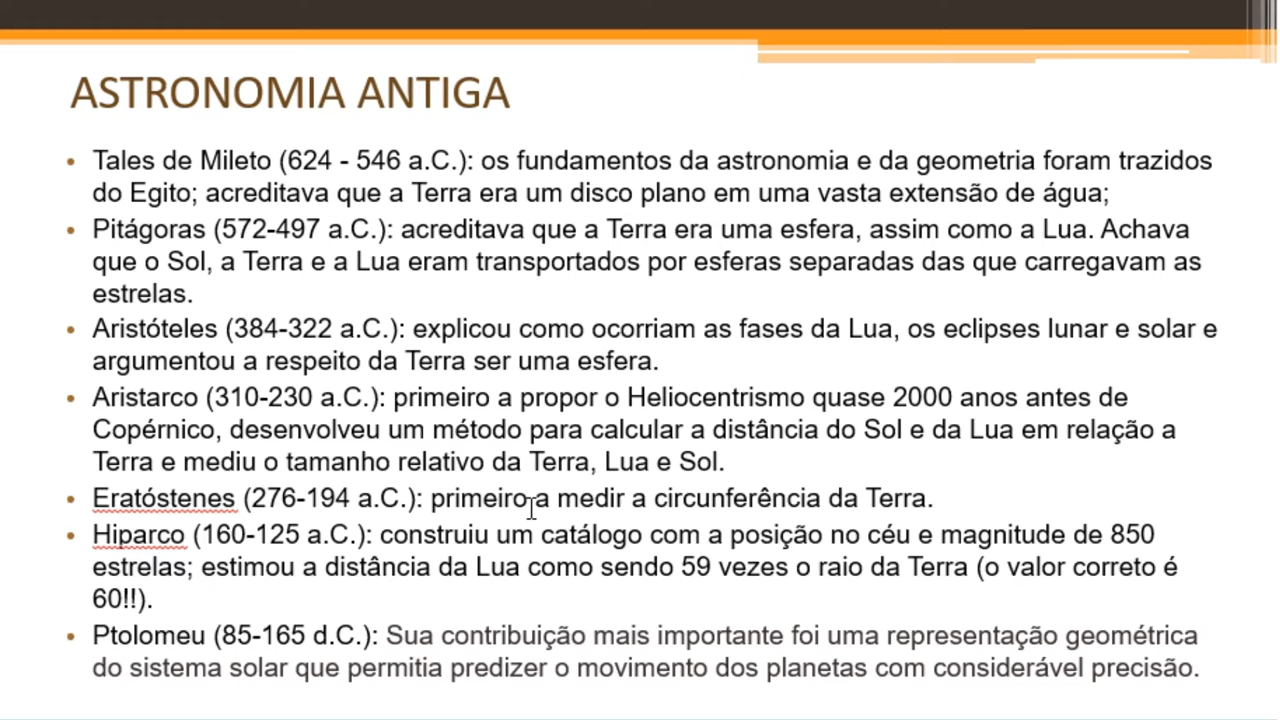 ASTRONOMIA ANTIGA
• Tales de Mileto (624 - 546 a.C.): os fundamentos da astronomia e da geometria foram trazidos
do Egito; acreditava que a Terra era um disco plano em uma vasta extensão de água;
• Pitágoras (572-497 a.C.): acreditava que a Terra era uma esfera, assim como a Lua. Achava
que o Sol, a Terra e a Lua eram transportados por esferas separadas das que carregavam as
estrelas.
• Aristóteles (384-322 a.C.): explicou como ocorriam as fases da Lua, os eclipses lunar e solar e
argumentou a respeito da Terra ser uma esfera.
• Aristarco (310-230 a.C.): primeiro a propor o Heliocentrismo quase 2000 anos antes de
Copérnico, desenvolveu um método para calcular a distância do Sol e da Lua em relação a
Terra e mediu o tamanho relativo da Terra, Lua e Sol.
• Eratóstenes (276-194 a.C.): primeiro a medir a circunferência da Terra.
• Hiparco (160-125 a.C.): construiu um catálogo com a posição no céu e magnitude de 850
estrelas; estimou a distância da Lua como sendo 59 vezes o raio da Terra (o valor correto é
60!!).
• Ptolomeu (85-165 d.C.): Sua contribuição mais importante foi uma representação geométrica
do sistema solar que permitia predizer o movimento dos planetas com considerável precisão.